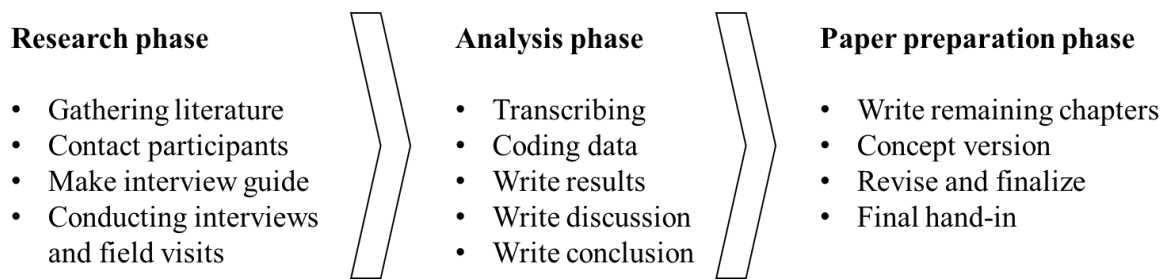 Research phase
• Gathering literature
• Contact participants
• Make interview guide
• Conducting interviews
and field visits
Analysis phase
• Transcribing
• Coding data
• Write results
• Write discussion
• Write conclusion
Paper preparation phase
• Write remaining chapters
• Concept version
• Revise and finalize
• Final hand-in